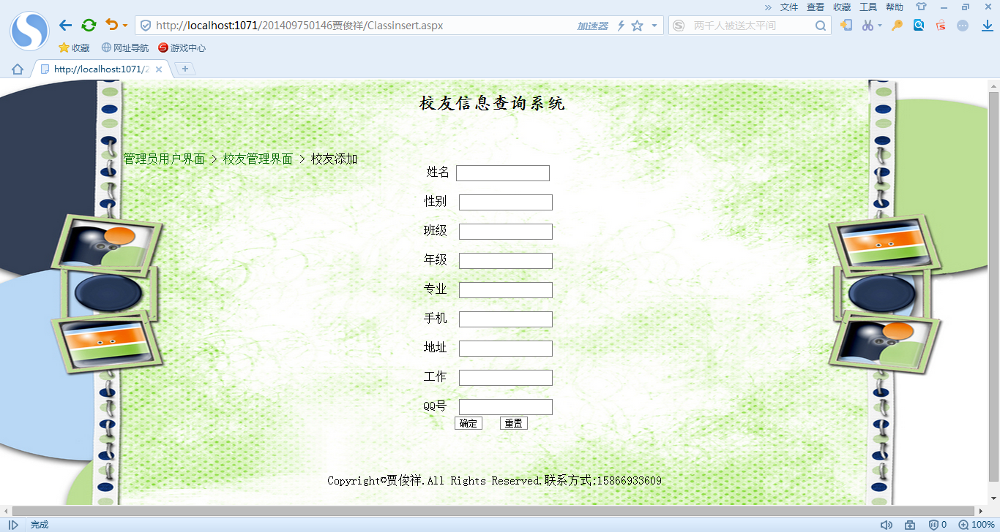 » 文件 查看 收藏 工具 帮助
http://localhost:1071/201409750146贾俊祥/Classinsert.aspx 加速器 两千人被送太平间
收藏 网址导航 游戏中心
http://localhost:1071/2
校友信息查询系统
管理员用户界面 > 校友管理界面 > 校友添加
姓名
性别
班级
年级
专业
手机
地址
工作
QQ号
确定 重置
Copyright©贾俊祥.All Rights Reserved.联系方式:15866933609
完成 0 100%